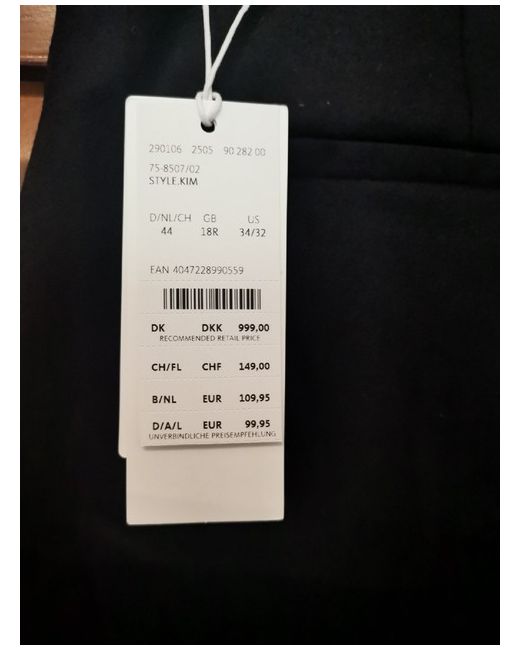 290106 2505 90 282 00
75-8507/02
STYLE.KIM
D/NL/CH GB US
44 18R 34/32
EAN 4047228990559
DK DKK 999,00
RECOMMENDED RETAIL PRICE
CH/FL CHF 149,00
B/NL EUR 109,95
D/A/L EUR 99,95
UNVERBINDLICHE PREISEMPFEHLUNG